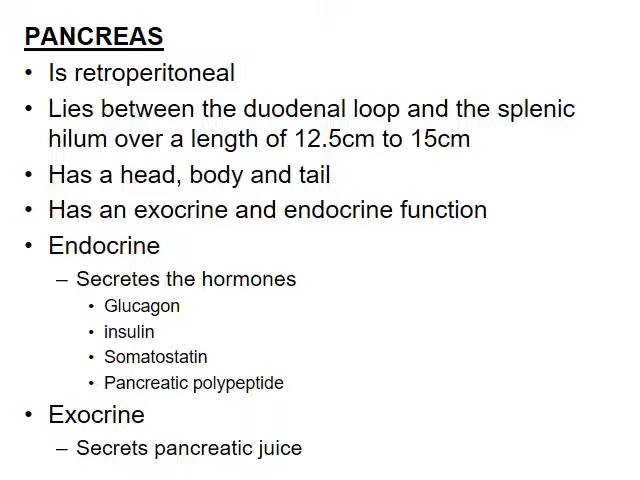 PANCREAS
• Is retroperitoneal
• Lies between the duodenal loop and the splenic
hilum over a length of 12.5cm to 15cm
• Has a head, body and tail
• Has an exocrine and endocrine function
• Endocrine
– Secretes the hormones
• Glucagon
• insulin
• Somatostatin
• Pancreatic polypeptide
• Exocrine
– Secrets pancreatic juice